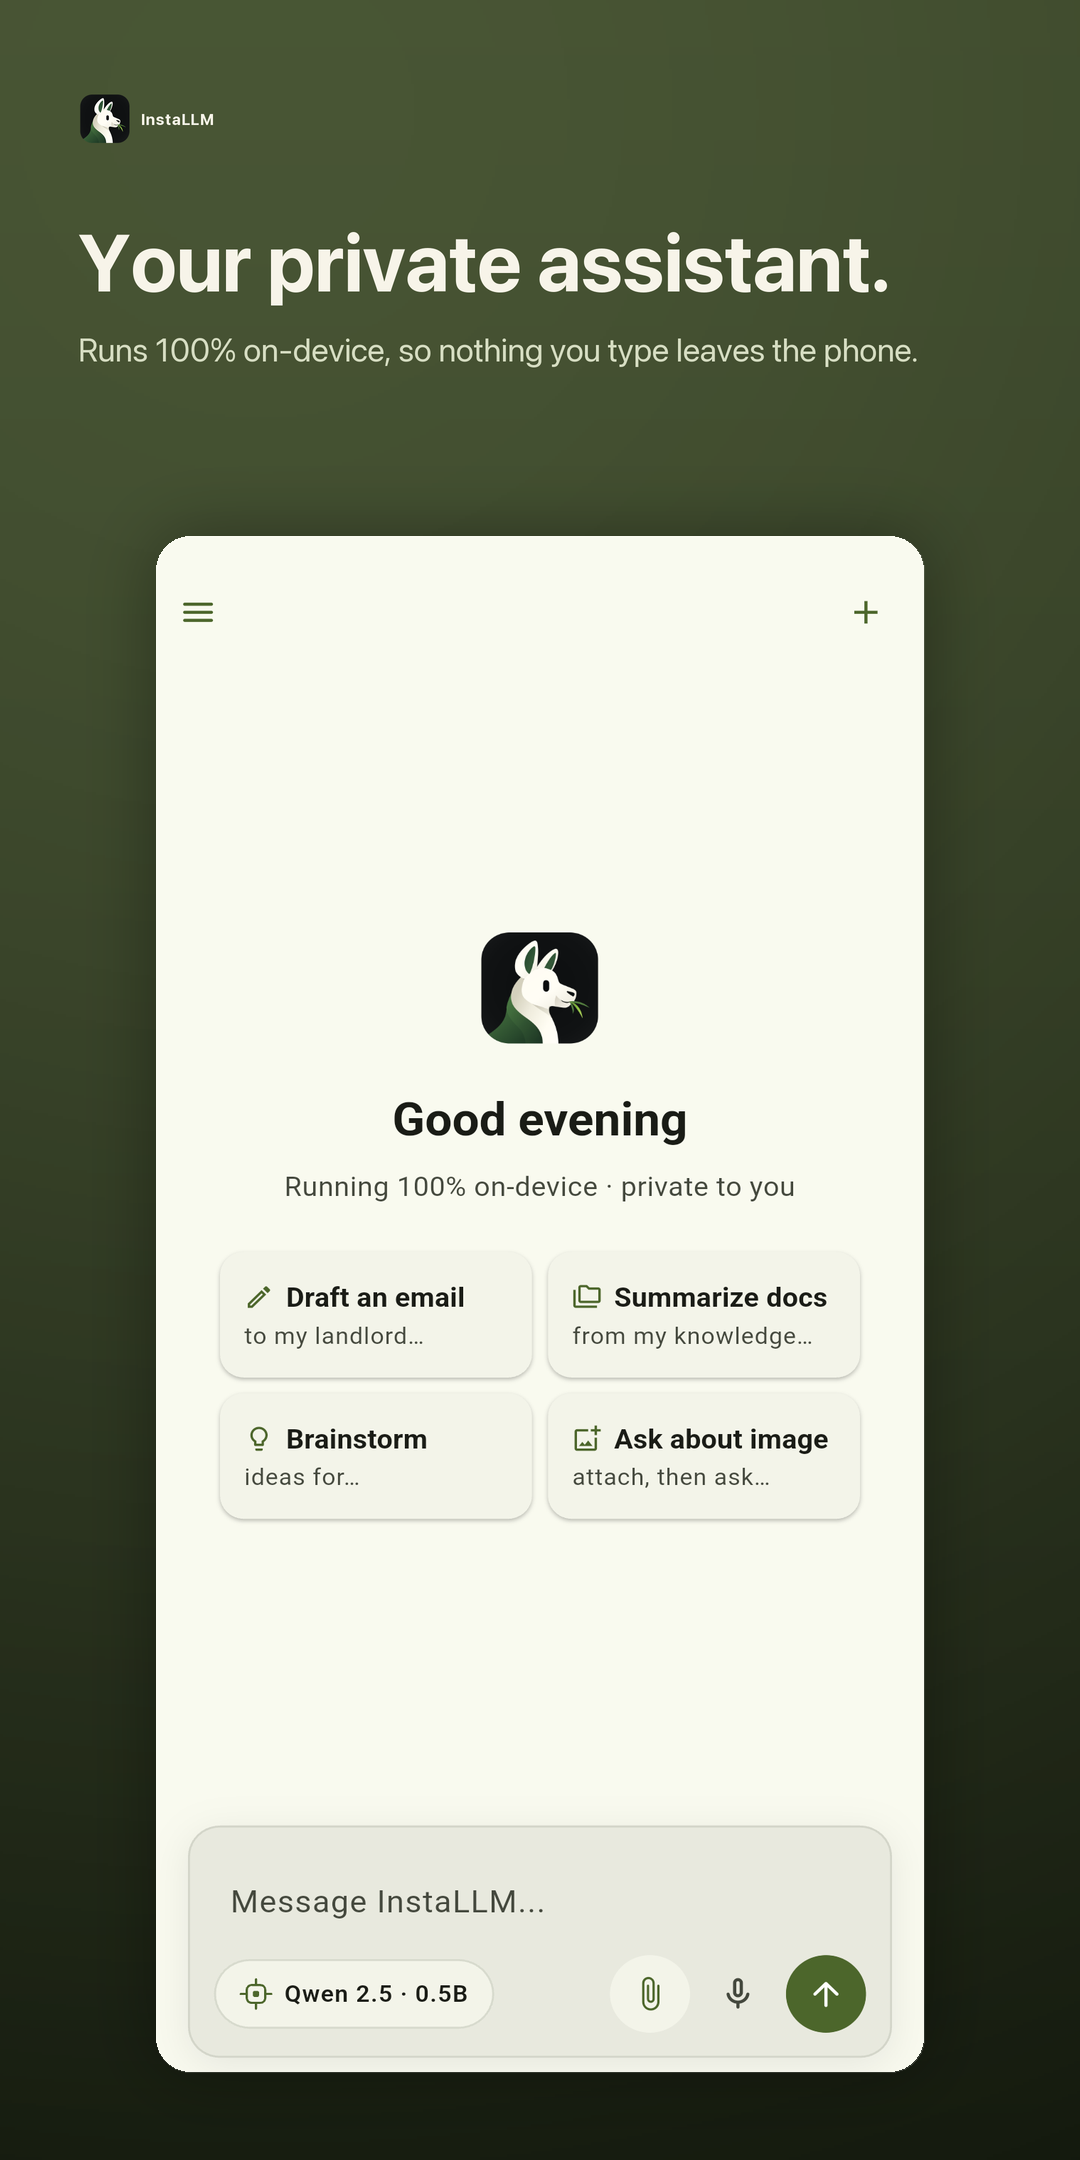 InstaLLM
Your private assistant.
Runs 100% on-device, so nothing you type leaves the phone.
Good evening
Running 100% on-device · private to you
Draft an email
to my landlord…
Summarize docs
from my knowledge…
Brainstorm
ideas for…
Ask about image
attach, then ask…
Message InstaLLM...
Qwen 2.5 · 0.5B